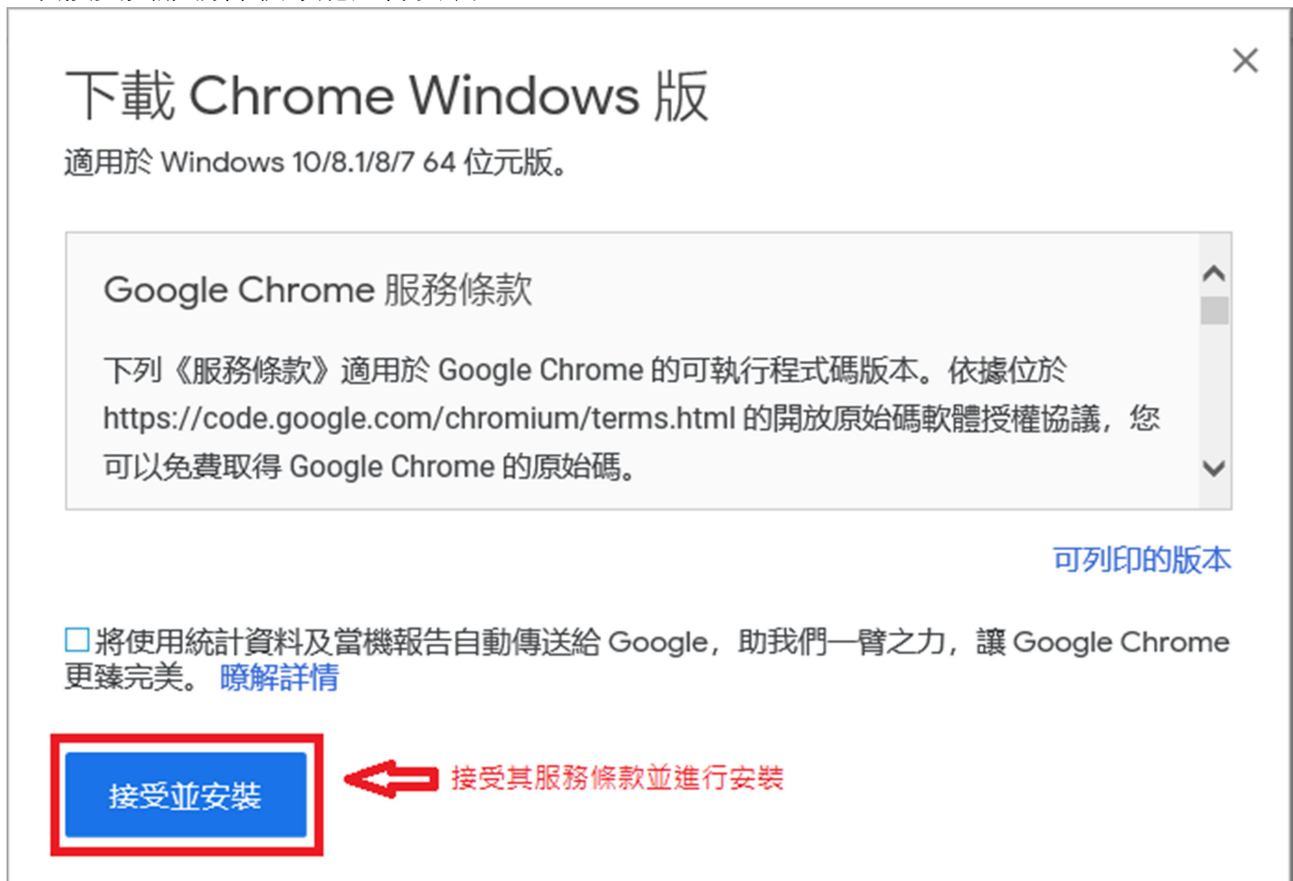 下載 Chrome Windows 版
適用於 Windows 10/8.1/8/7 64 位元版。
Google Chrome 服務條款
下列《服務條款》適用於 Google Chrome 的可執行程式碼版本。依據位於
https://code.google.com/chromium/terms.html 的開放原始碼軟體授權協議，您
可以免費取得 Google Chrome 的原始碼。
可列印的版本
將使用統計資料及當機報告自動傳送給 Google，助我們一臂之力，讓 Google Chrome
更臻完美。 瞭解詳情
接受並安裝
接受其服務條款並進行安裝